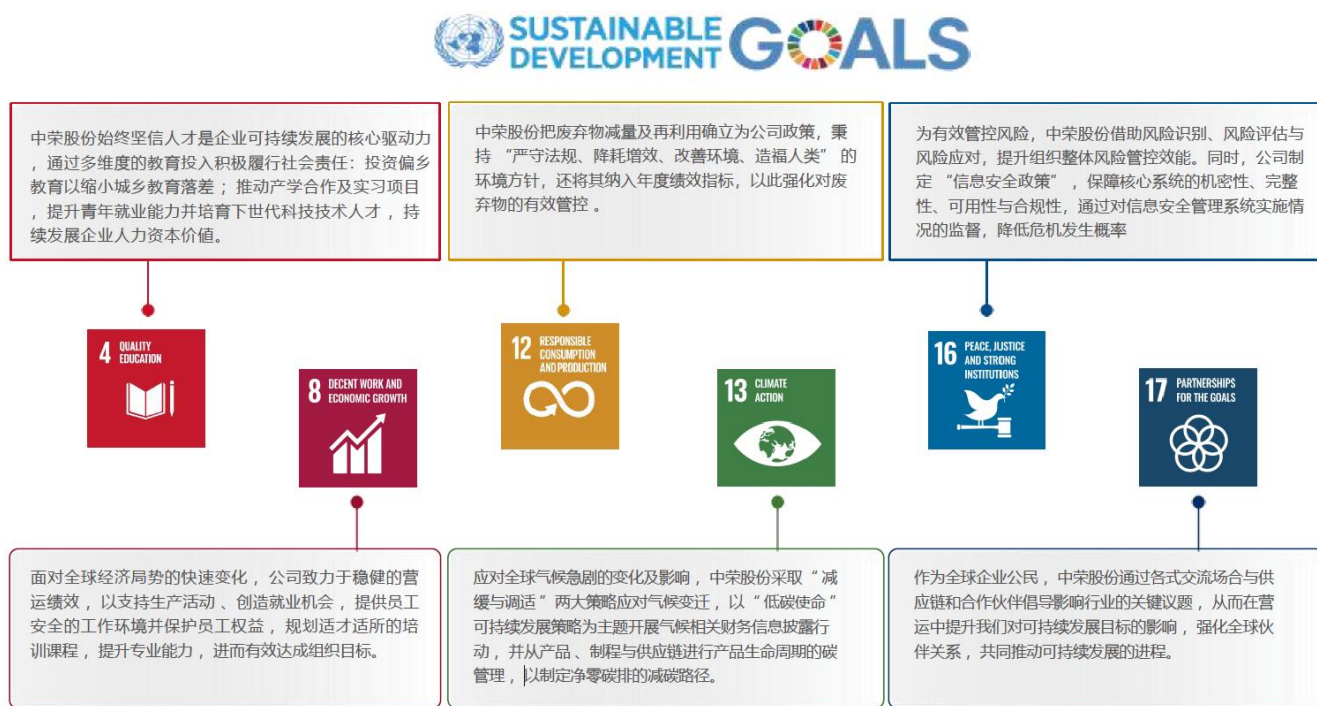 SUSTAINABLE
DEVELOPMENT
GOALS
中荣股份始终坚信人才是企业可持续发展的核心驱动力
，通过多维度的教育投入积极履行社会责任：投资偏乡
教育以缩小城乡教育落差；推动产学合作及实习项目
，提升青年就业能力并培育下世代科技技术人才，持
续发展企业人力资本价値。
中荣股份把废弃物减量及再利用确立为公司政策，秉
持“严守法规、降耗增效、改善环境、造福人类”的
环境方针，还将其纳入年度绩效指标，以此强化对废
弃物的有效管控。
为有效管控风险，中荣股份借助风险识别、风险评估与
风险应对，提升组织整体风险管控效能。同时，公司制
定“信息安全政策”，保障核心系统的机密性、完整
性、可用性与合规性，通过对信息安全管理系统实施情
况的监督，降低危机发生概率
4 QUALITY
EDUCATION
8 DECENT WORK AND
ECONOMIC GROWTH
12 RESPONSIBLE
CONSUMPTION
AND PRODUCTION
13 CLIMATE
ACTION
16 PEACE, JUSTICE
AND STRONG
INSTITUTIONS
17 PARTNERSHIPS
FOR THE GOALS
面对全球经济局势的快速变化，公司致力于稳健的营
运绩效，以支持生产活动、创造就业机会，提供员工
安全的工作环境并保护员工权益，规划适才适所的培
训课程，提升专业能力，进而有效达成组织目标。
应对全球气候急剧的变化及影响，中荣股份采取“减
缓与调适”两大策略应对气候变迁，以“低碳使命”
可持续发展策略为主题开展气候相关财务信息披露行
动，并从产品、制程与供应链进行产品生命周期的碳
管理，以制定净零碳排的减碳路径。
作为全球企业公民，中荣股份通过各式交流场合与供
应链和合作伙伴倡导影响行业的关键议题，从而在营
运中提升我们对可持续发展目标的影响，强化全球伙
伴关系，共同推动可持续发展的进程。